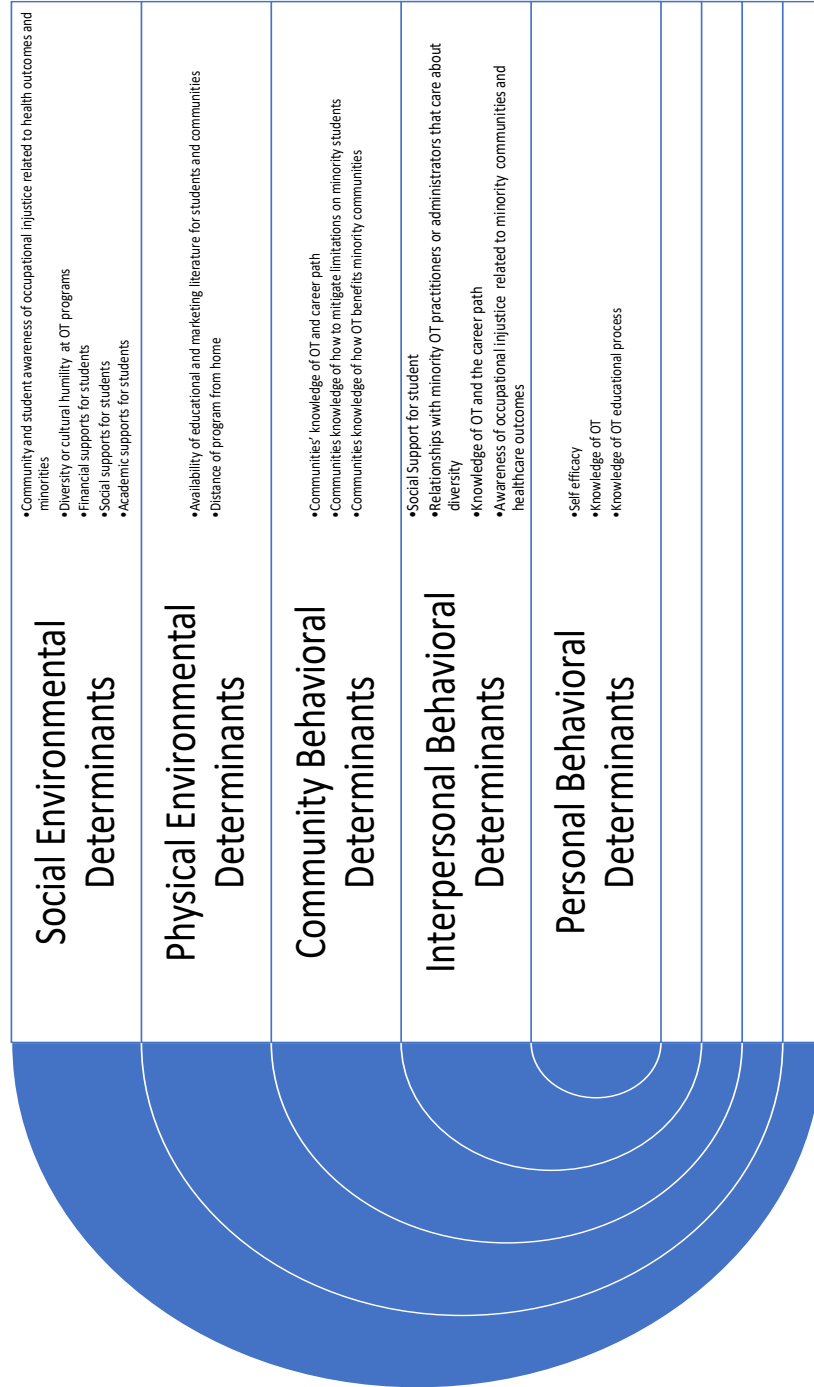 Social Environmental
Determinants
•Community and student awareness of occupational injustice related to health outcomes and
minorities
•Diversity or cultural humility at OT programs
•Financial supports for students
•Social supports for students
•Academic supports for students
Physical Environmental
Determinants
•Availability of educational and marketing literature for students and communities
•Distance of program from home
Community Behavioral
Determinants
•Communities' knowledge of OT and career path
•Communities knowledge of how to mitigate limitations on minority students
•Communities knowledge of how OT benefits minority communities
Interpersonal Behavioral
Determinants
•Social Support for student
•Relationships with minority OT practitioners or administrators that care about
diversity
•Knowledge of OT and the career path
•Awareness of occupational injustice related to minority communities and
healthcare outcomes
Personal Behavioral
Determinants
•Self efficacy
•Knowledge of OT
•Knowledge of OT educational process